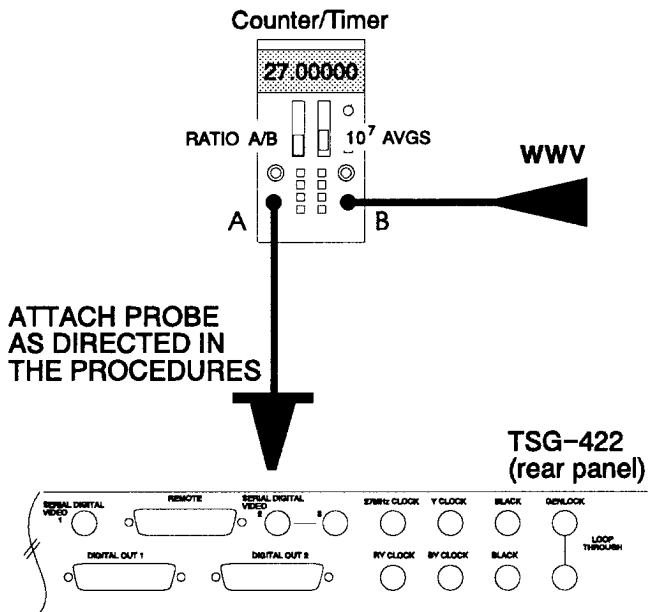 Counter/Timer
27.00000
RATIO A/B
10⁷ AVGS
WWV
A
B
ATTACH PROBE
AS DIRECTED IN
THE PROCEDURES
TSG-422
(rear panel)
SERIAL DIGITAL
VIDEO
1
REMOTE
SERIAL DIGITAL
VIDEO
2
3
27MHz CLOCK
Y CLOCK
BLACK
GENLOCK
LOOP
THROUGH
DIGITAL OUT 1
DIGITAL OUT 2
RY CLOCK
BY CLOCK
BLACK